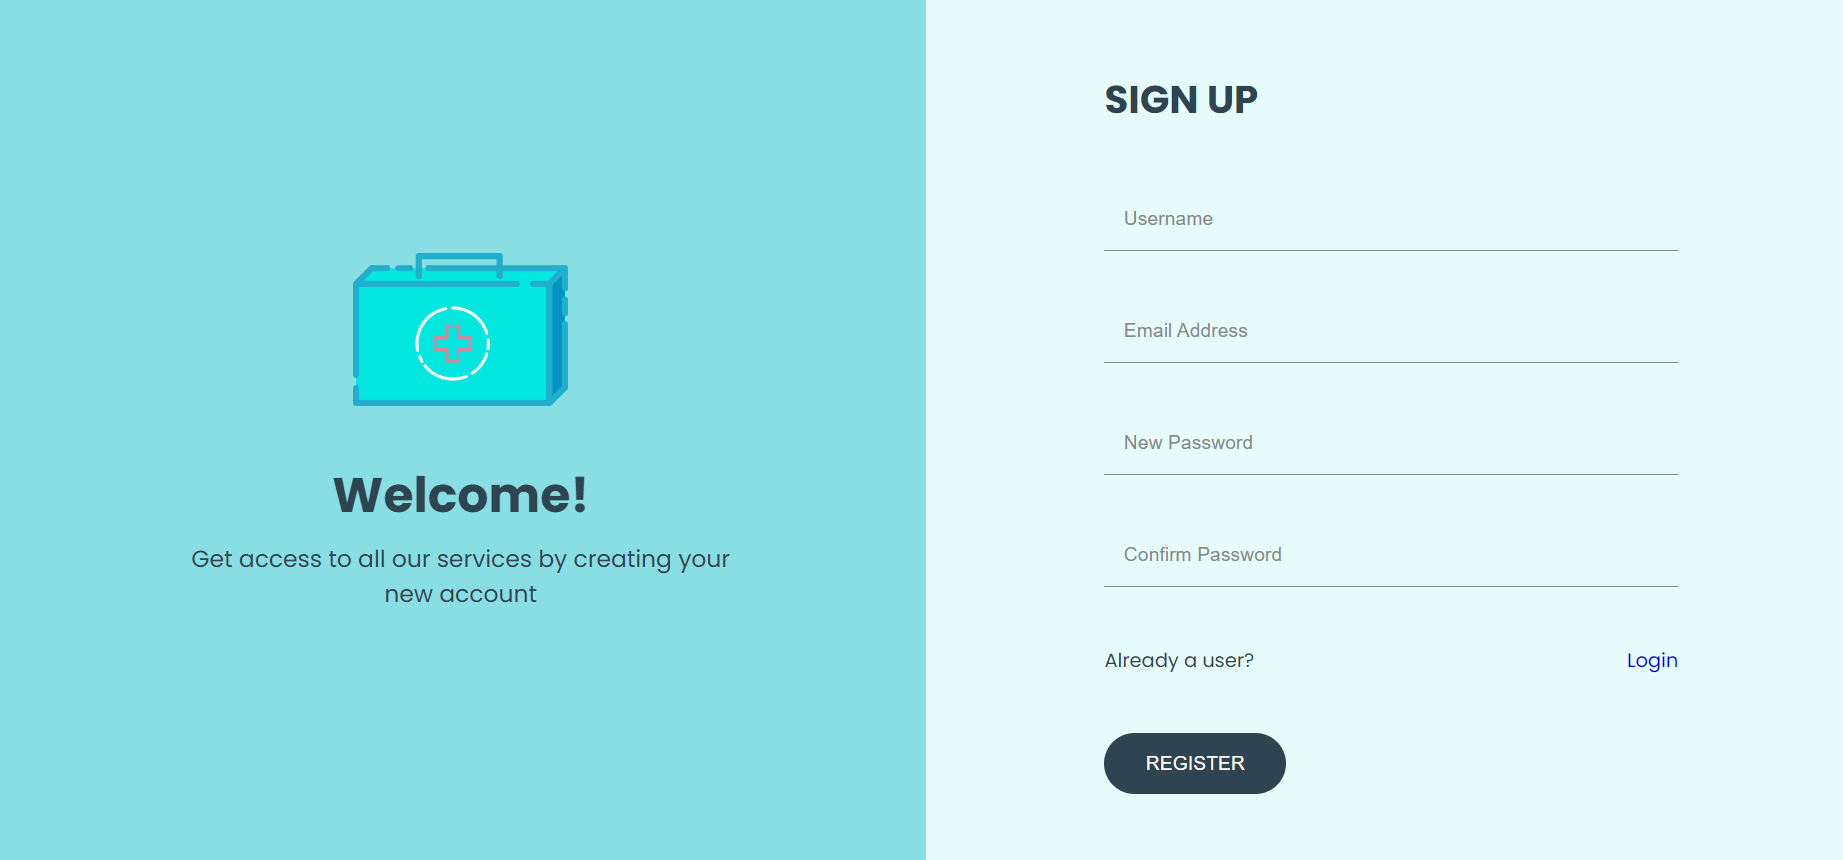 Welcome!
Get access to all our services by creating your
new account
SIGN UP
Username
Email Address
New Password
Confirm Password
Already a user? Login
REGISTER